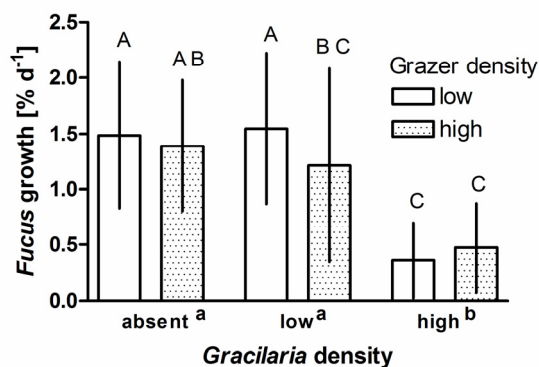 2.5
2.0
1.5
1.0
0.5
0.0
Fucus growth [% d-1]
A
A B
A
B C
C
C
Grazer density
low
high
absent a
low a
high b
Gracilaria density